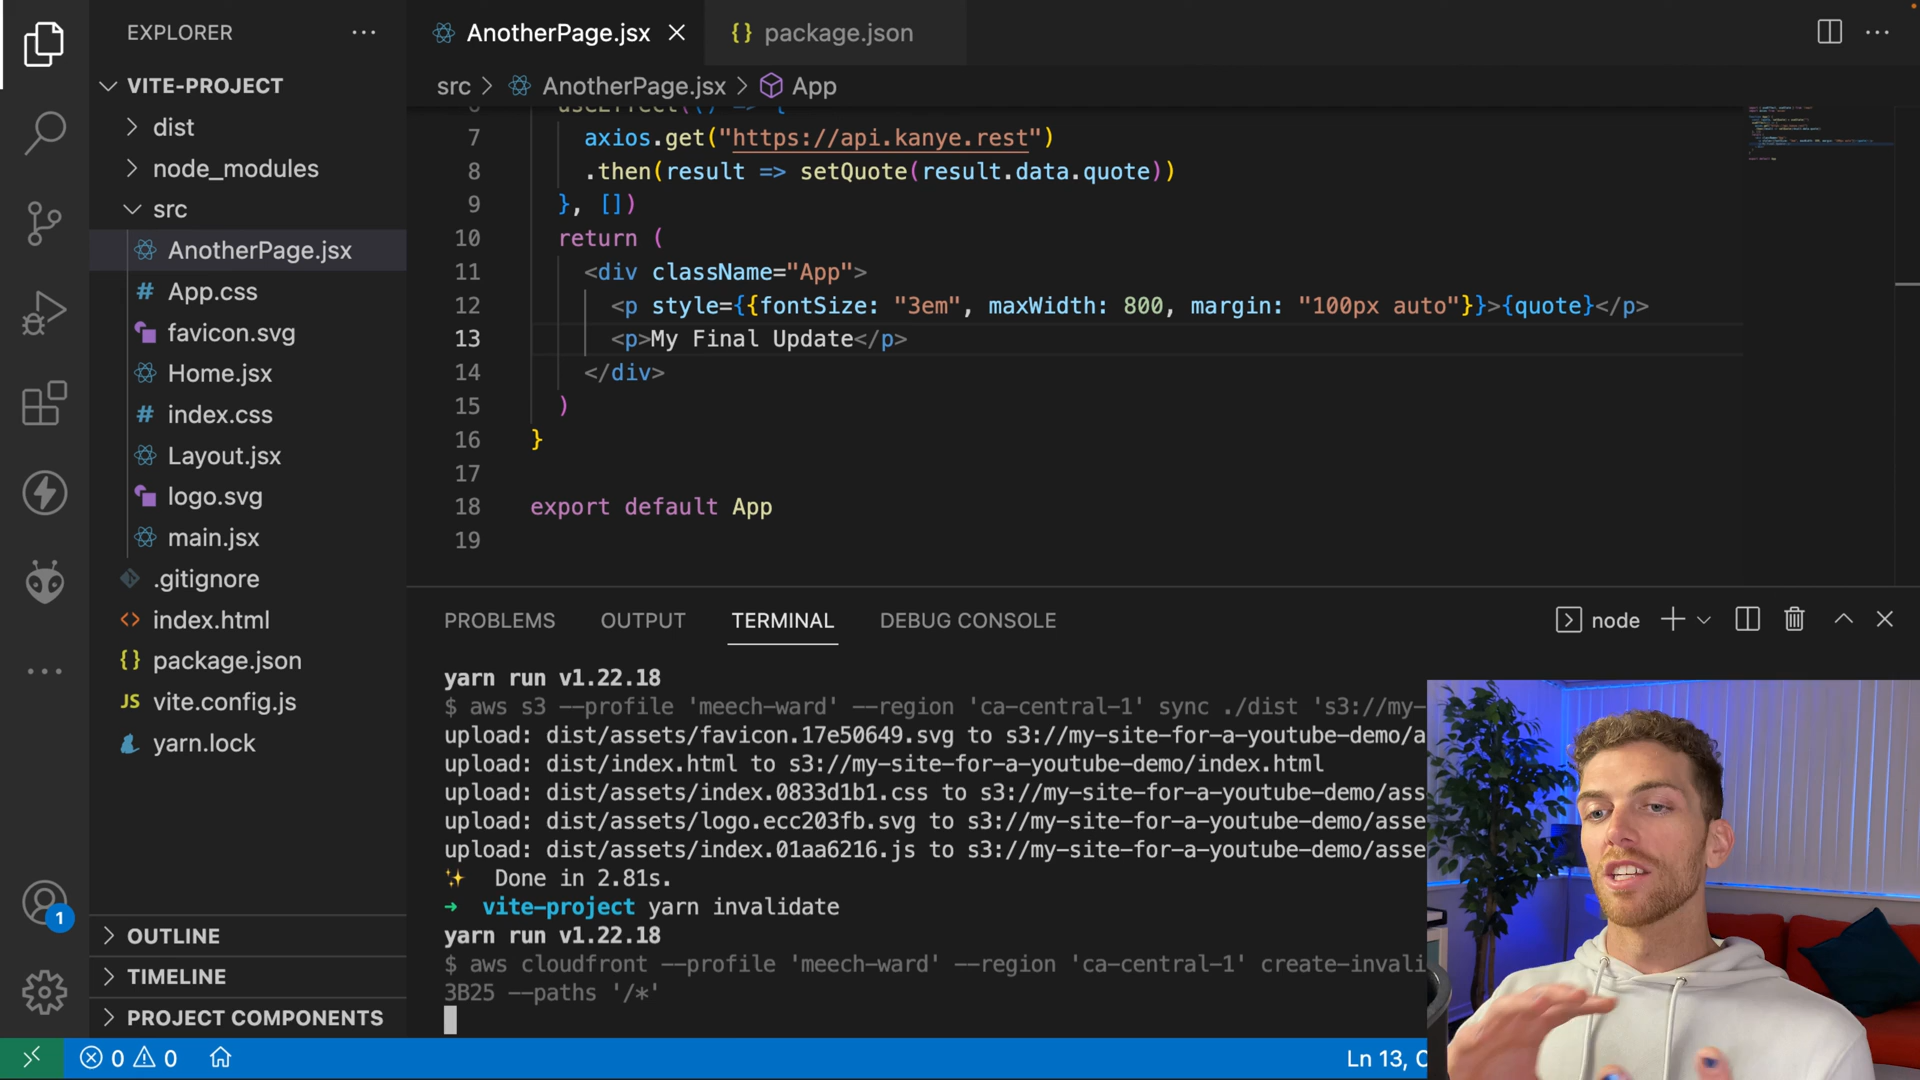 EXPLORER
VITE-PROJECT
dist
node_modules
src
AnotherPage.jsx
App.css
favicon.svg
Home.jsx
index.css
Layout.jsx
logo.svg
main.jsx
.gitignore
index.html
package.json
vite.config.js
yarn.lock
OUTLINE
TIMELINE
PROJECT COMPONENTS
AnotherPage.jsx
package.json
src > AnotherPage.jsx > App
6 useEffect(() => {
7 axios.get("https://api.kanye.rest")
8 .then(result => setQuote(result.data.quote))
9 }, [])
10 return (
11 <div className="App">
12 <p style={{fontSize: "3em", maxWidth: 800, margin: "100px auto"}}>{quote}</p>
13 <p>My Final Update</p>
14 </div>
15 )
16 }
17
18 export default App
19
PROBLEMS OUTPUT TERMINAL DEBUG CONSOLE
node
yarn run v1.22.18
$ aws s3 --profile 'meech-ward' --region 'ca-central-1' sync ./dist 's3://my-
upload: dist/assets/favicon.17e50649.svg to s3://my-site-for-a-youtube-demo/a
upload: dist/index.html to s3://my-site-for-a-youtube-demo/index.html
upload: dist/assets/index.0833d1b1.css to s3://my-site-for-a-youtube-demo/ass
upload: dist/assets/logo.ecc203fb.svg to s3://my-site-for-a-youtube-demo/asse
upload: dist/assets/index.01aa6216.js to s3://my-site-for-a-youtube-demo/asse
✨ Done in 2.81s.
➜ vite-project yarn invalidate
yarn run v1.22.18
$ aws cloudfront --profile 'meech-ward' --region 'ca-central-1' create-invali
3B25 --paths '/*'
1
0 0
Ln 13, C